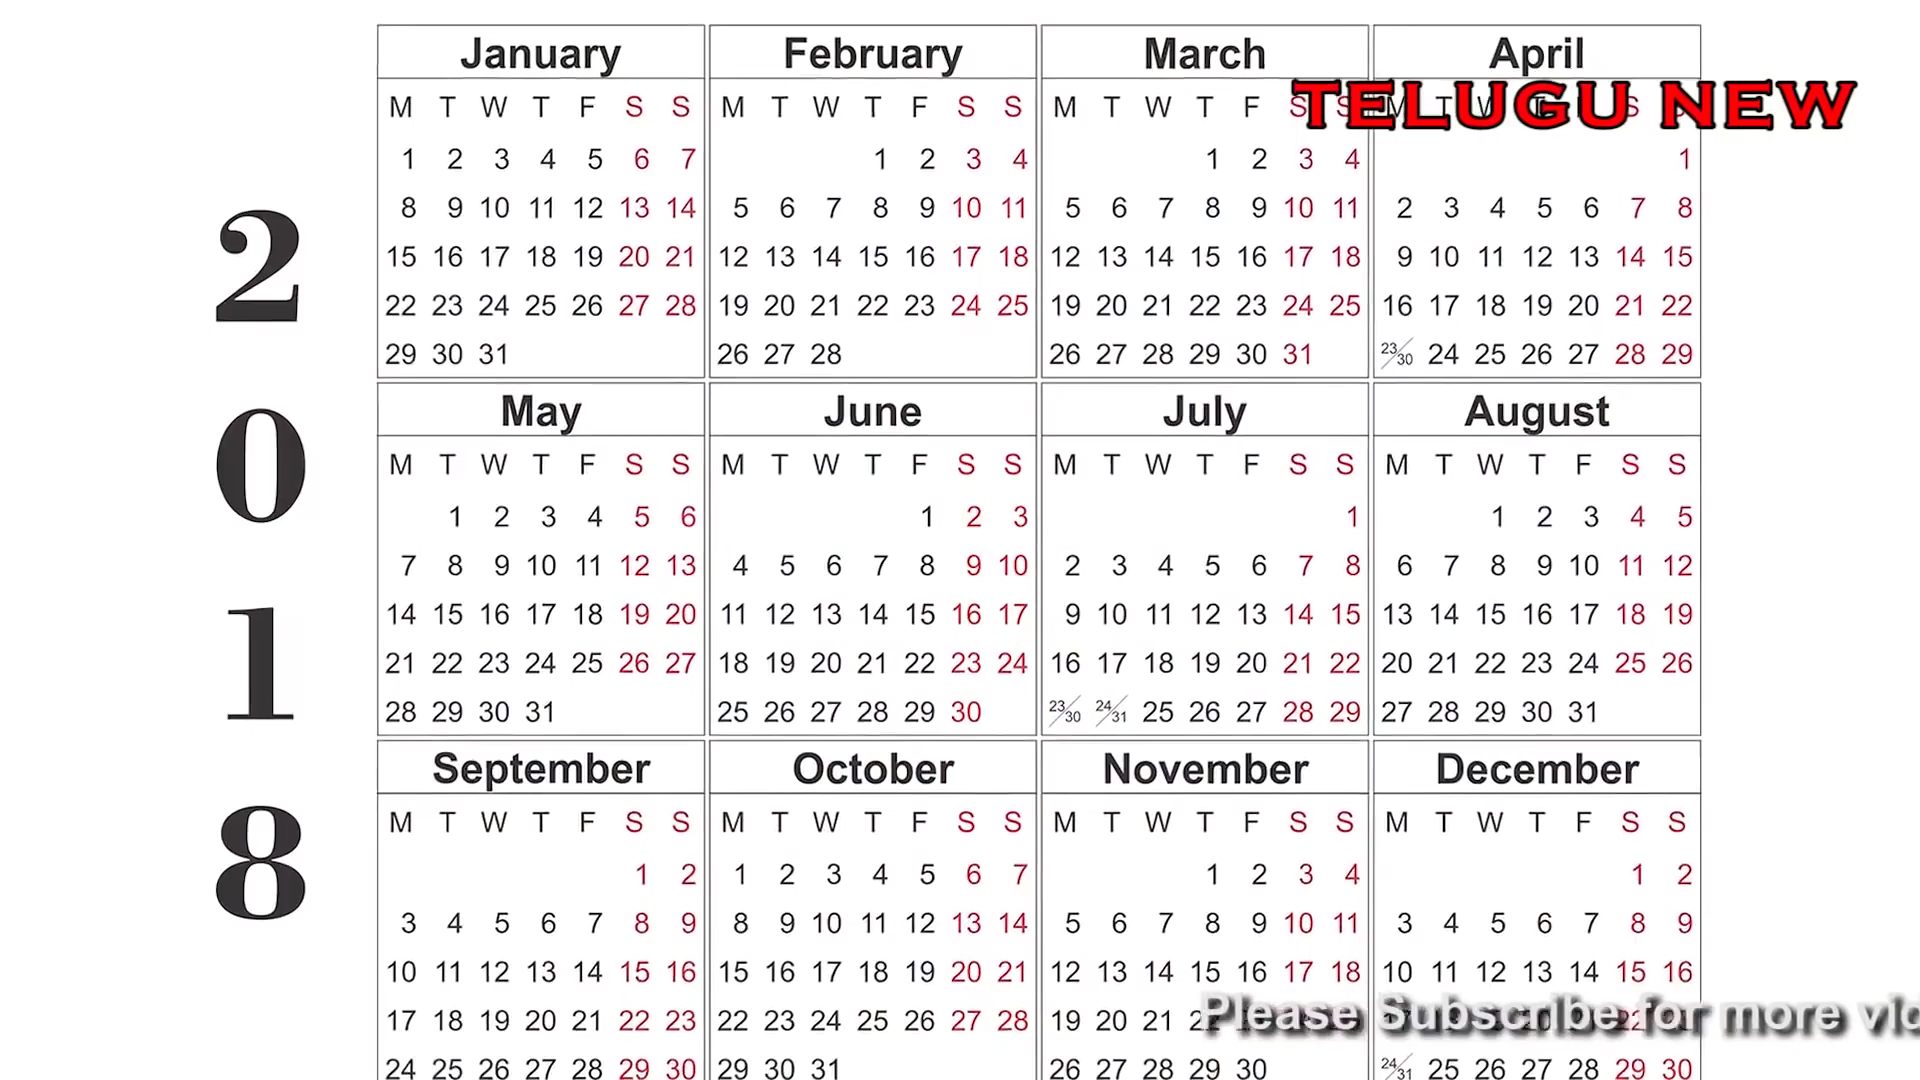 2018
January February March April
TELUGU NEW
M T W T F S S M T W T F S S M T W T F S S M T W S
1 2 3 4 5 6 7 1 2 3 4 1 2 3 4 1
8 9 10 11 12 13 14 5 6 7 8 9 10 11 5 6 7 8 9 10 11 2 3 4 5 6 7 8
15 16 17 18 19 20 21 12 13 14 15 16 17 18 12 13 14 15 16 17 18 9 10 11 12 13 14 15
22 23 24 25 26 27 28 19 20 21 22 23 24 25 19 20 21 22 23 24 25 16 17 18 19 20 21 22
29 30 31 26 27 28 26 27 28 29 30 31 23/30 24 25 26 27 28 29
May June July August
M T W T F S S M T W T F S S M T W T F S S M T W T F S S
1 2 3 4 5 6 1 2 3 1 1 2 3 4 5
7 8 9 10 11 12 13 4 5 6 7 8 9 10 2 3 4 5 6 7 8 6 7 8 9 10 11 12
14 15 16 17 18 19 20 11 12 13 14 15 16 17 9 10 11 12 13 14 15 13 14 15 16 17 18 19
21 22 23 24 25 26 27 18 19 20 21 22 23 24 16 17 18 19 20 21 22 20 21 22 23 24 25 26
28 29 30 31 25 26 27 28 29 30 23/30 24/31 25 26 27 28 29 27 28 29 30 31
September October November December
M T W T F S S M T W T F S S M T W T F S S M T W T F S S
1 2 1 2 3 4 5 6 7 1 2 3 4 1 2
3 4 5 6 7 8 9 8 9 10 11 12 13 14 5 6 7 8 9 10 11 3 4 5 6 7 8 9
10 11 12 13 14 15 16 15 16 17 18 19 20 21 12 13 14 15 16 17 18 10 11 12 13 14 15 16
17 18 19 20 21 22 23 22 23 24 25 26 27 28 19 20 21
Please Subscribe for more
24 25 26 27 28 29 30 29 30 31 26 27 28 29 30 24/31 25 26 27 28 29 30